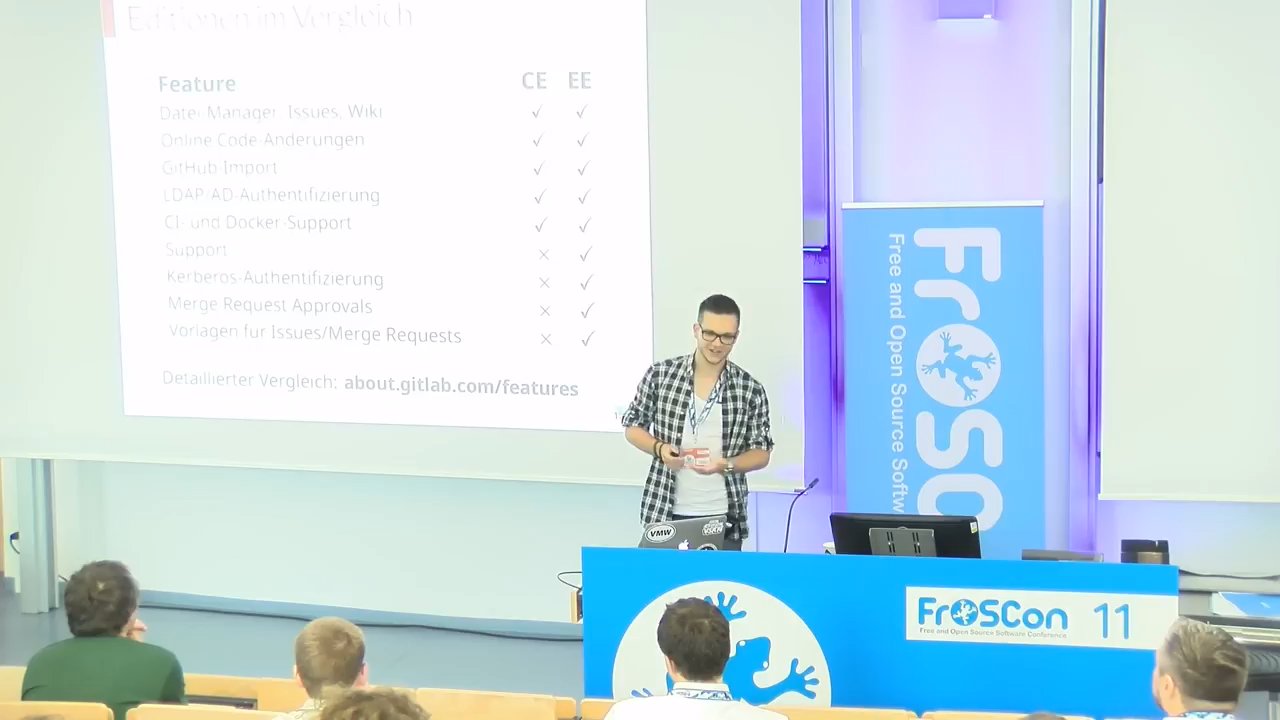 Editionen im Vergleich
Feature CE EE
Datei-Manager, Issues, Wiki ✓ ✓
Online Code-Änderungen ✓ ✓
GitHub-Import ✓ ✓
LDAP/AD-Authentifizierung ✓ ✓
CI- und Docker-Support ✓ ✓
Support × ✓
Kerberos-Authentifizierung × ✓
Merge Request Approvals × ✓
Vorlagen für Issues/Merge Requests × ✓
Detaillierter Vergleich: about.gitlab.com/features
FrOSC
Free and Open Source Softw
VMW
FrOSCon 11
Free and Open Source Software Conference